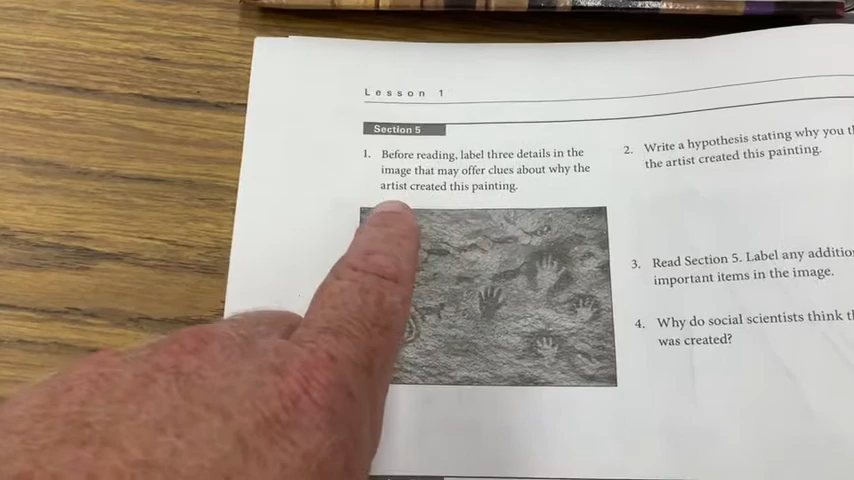 Lesson 1
Section 5
1. Before reading, label three details in the
image that may offer clues about why the
artist created this painting.
2. Write a hypothesis stating why you
the artist created this painting.
3. Read Section 5. Label any
important items in the image.
4. Why do social scientists think
was created?